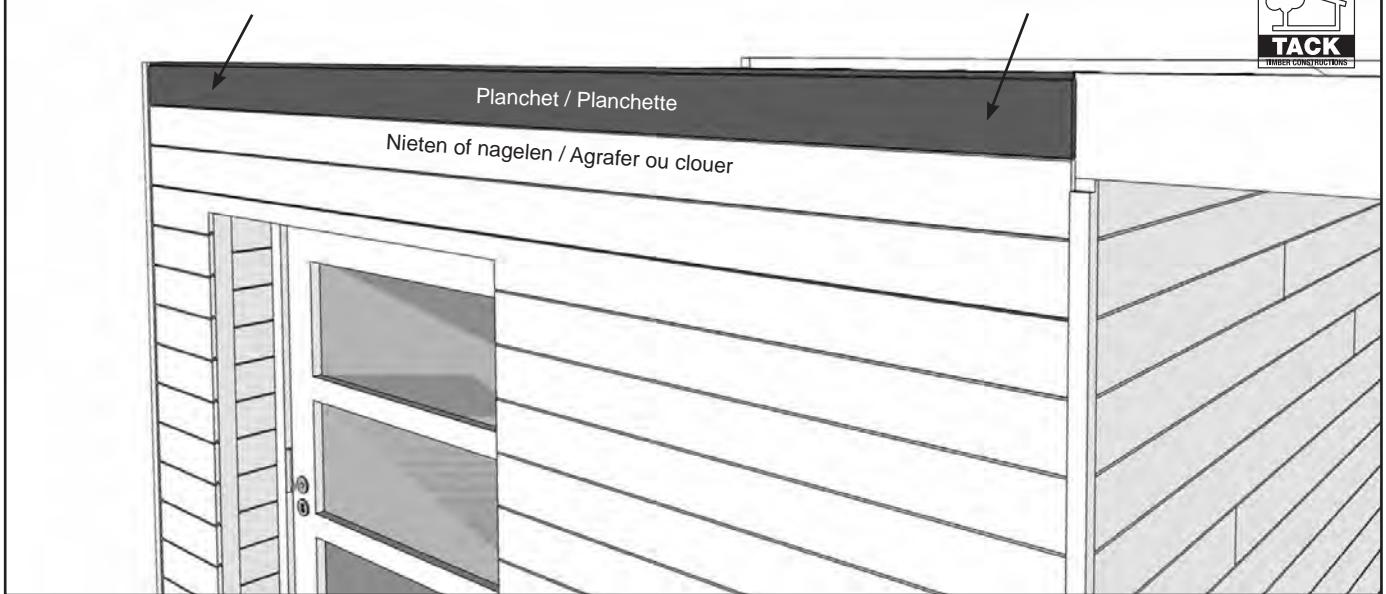 TACK
TIMBER CONSTRUCTIONS
Planchet / Planchette
Nieten of nagelen / Agrafer ou clouer